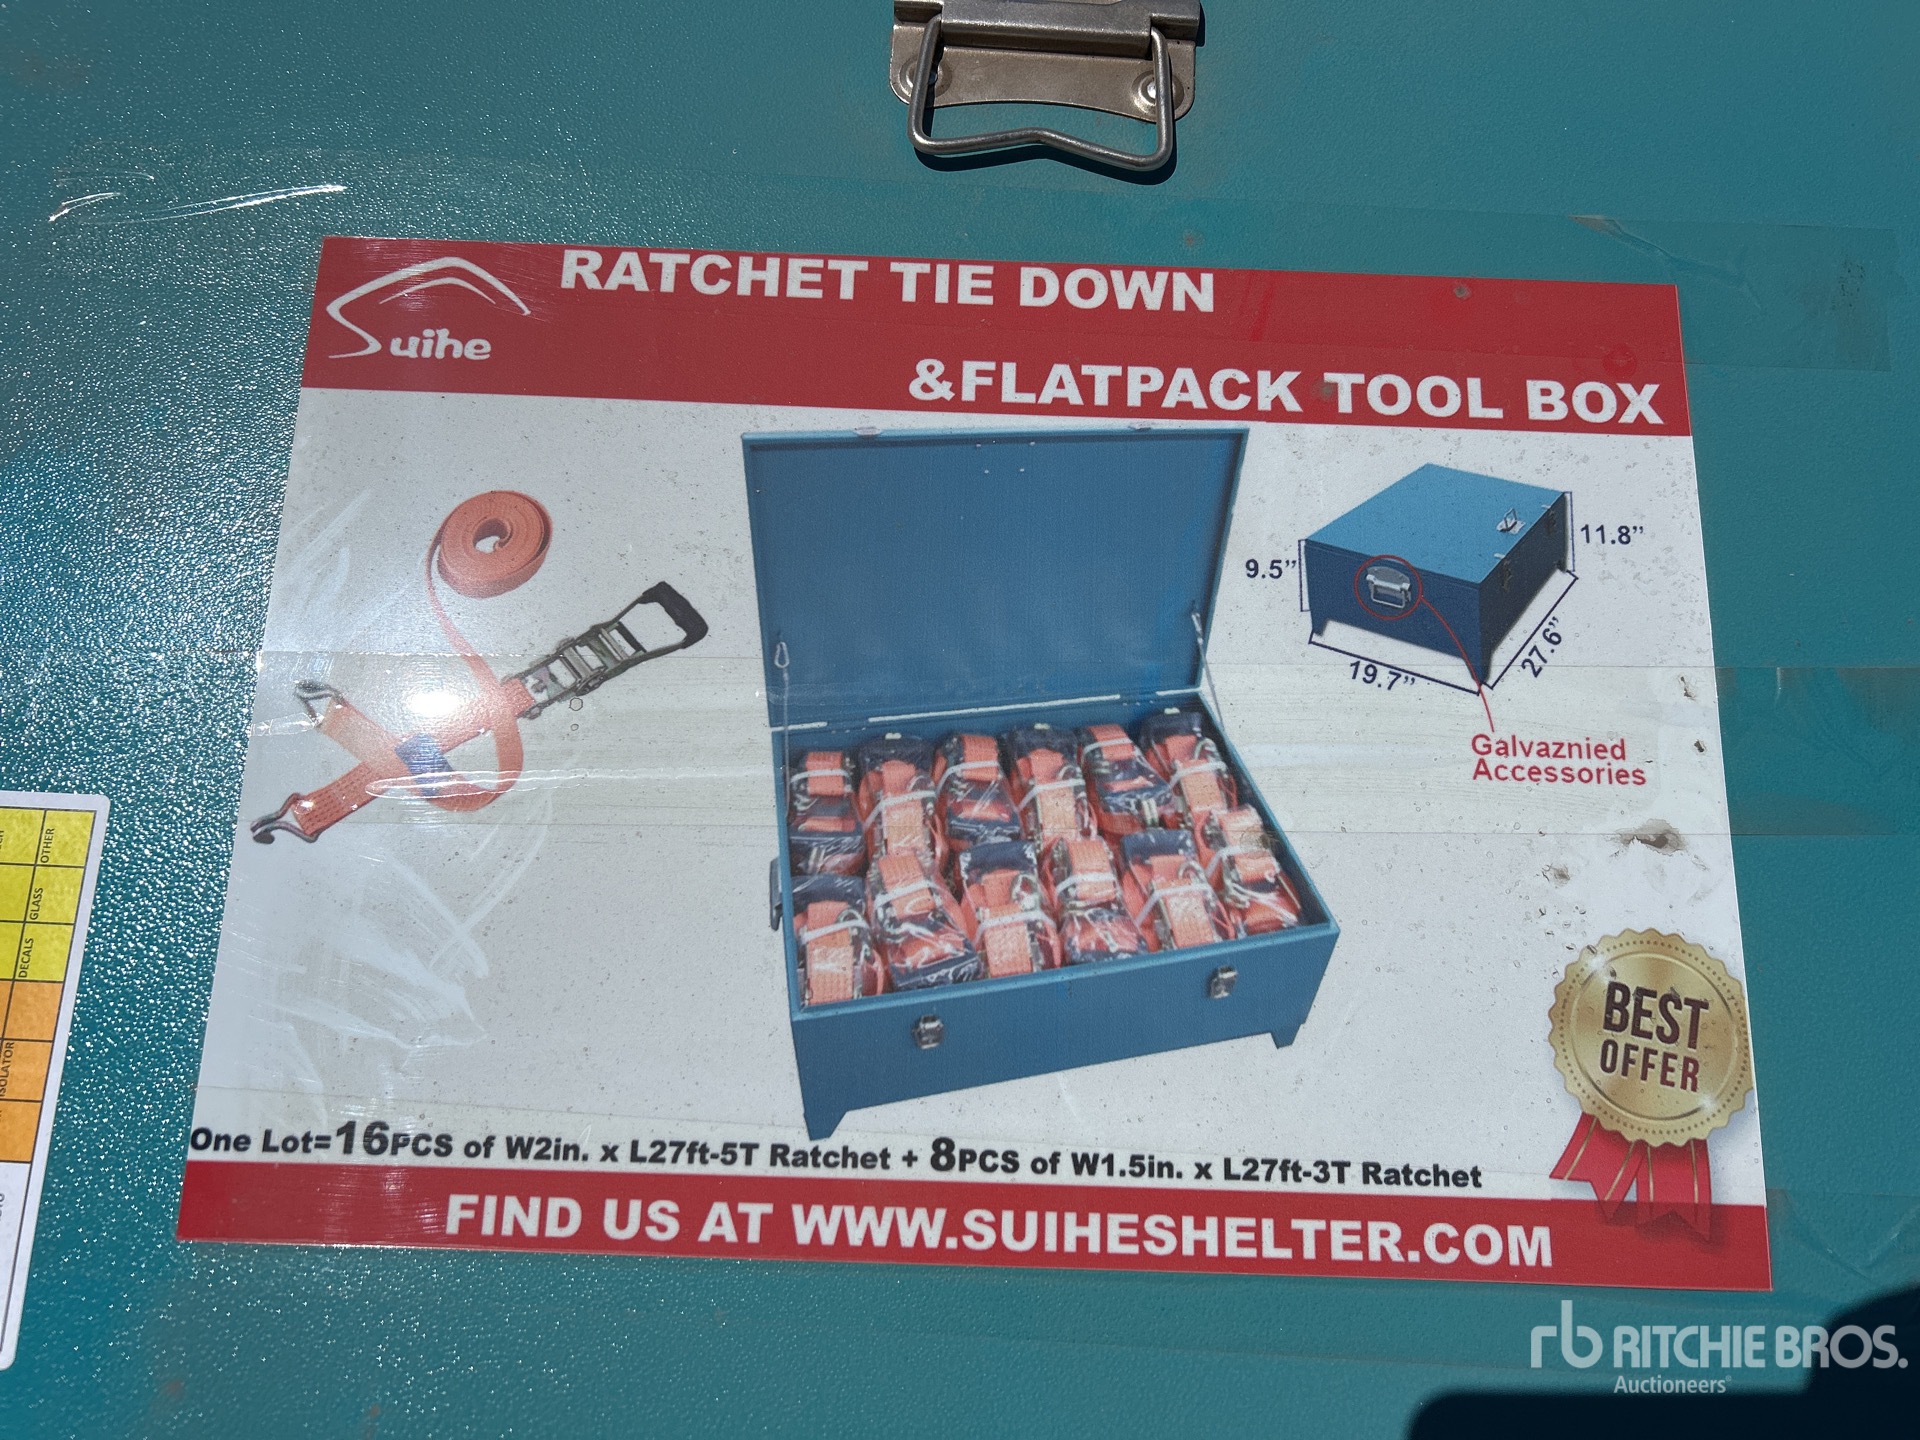 Suihe
RATCHET TIE DOWN
&FLATPACK TOOL BOX
11.8”
9.5”
19.7”
27.6”
Galvaznied
Accessories
BEST
OFFER
One Lot=16PCS of W2in. x L27ft-5T Ratchet + 8PCS of W1.5in. x L27ft-3T Ratchet
FIND US AT WWW.SUIHESHELTER.COM
OTHER
GLASS
DECALS
rb RITCHIE BROS.
Auctioneers